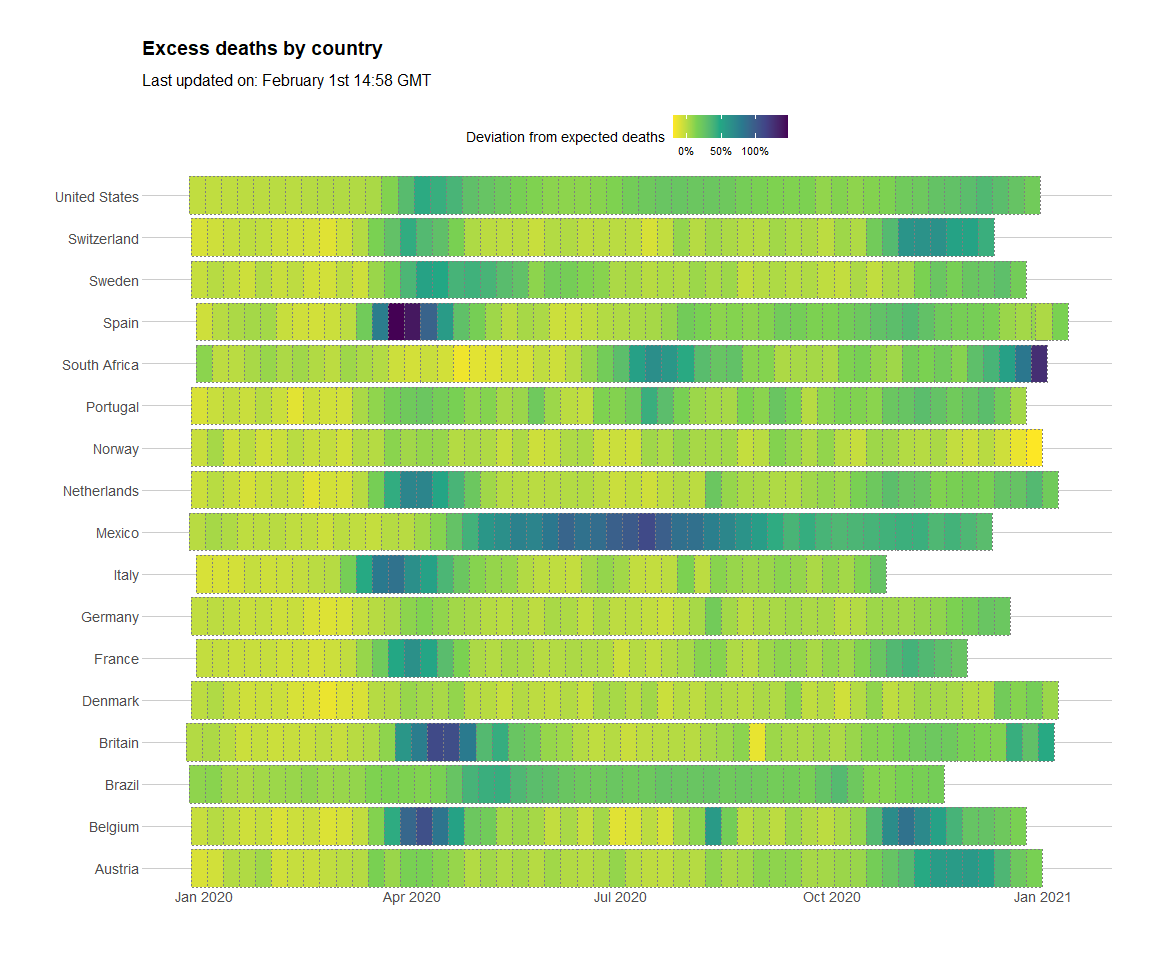 Excess deaths by country
Last updated on: February 1st 14:58 GMT
Deviation from expected deaths
0% 50% 100%
United States
Switzerland
Sweden
Spain
South Africa
Portugal
Norway
Netherlands
Mexico
Italy
Germany
France
Denmark
Britain
Brazil
Belgium
Austria
Jan 2020 Apr 2020 Jul 2020 Oct 2020 Jan 2021